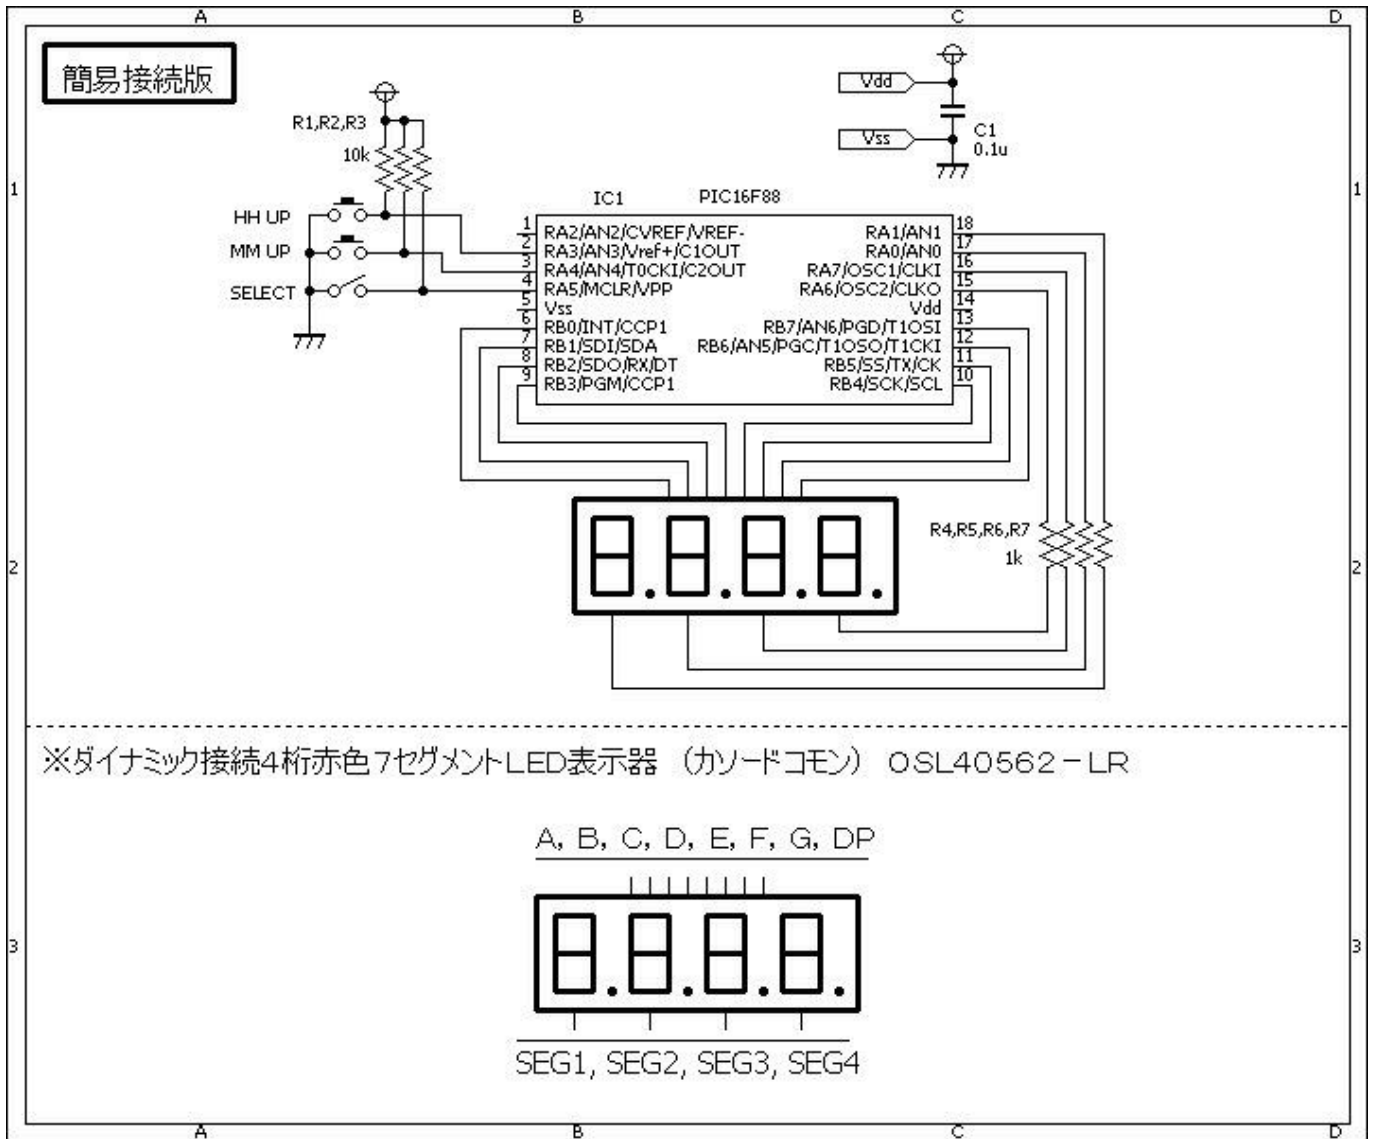 A B C D
簡易接続版
Vdd
R1,R2,R3
10k
Vss
C1
0.1u
1 1
IC1 PIC16F88
HH UP
MM UP
SELECT
1 RA2/AN2/CVREF/VREF- RA1/AN1 18
2 RA3/AN3/Vref+/C1OUT RA0/AN0 17
3 RA4/AN4/T0CKI/C2OUT RA7/OSC1/CLKI 16
4 RA5/MCLR/VPP RA6/OSC2/CLKO 15
5 Vss Vdd 14
6 RB0/INT/CCP1 RB7/AN6/PGD/T1OSI 13
7 RB1/SDI/SDA RB6/AN5/PGC/T1OSO/T1CKI 12
8 RB2/SDO/RX/DT RB5/SS/TX/CK 11
9 RB3/PGM/CCP1 RB4/SCK/SCL 10
R4,R5,R6,R7
1k
2 2
※ダイナミック接続4桁赤色7セグメントLED表示器 (カソードコモン) OSL40562-LR
A, B, C, D, E, F, G, DP
3 3
SEG1, SEG2, SEG3, SEG4
A B C D